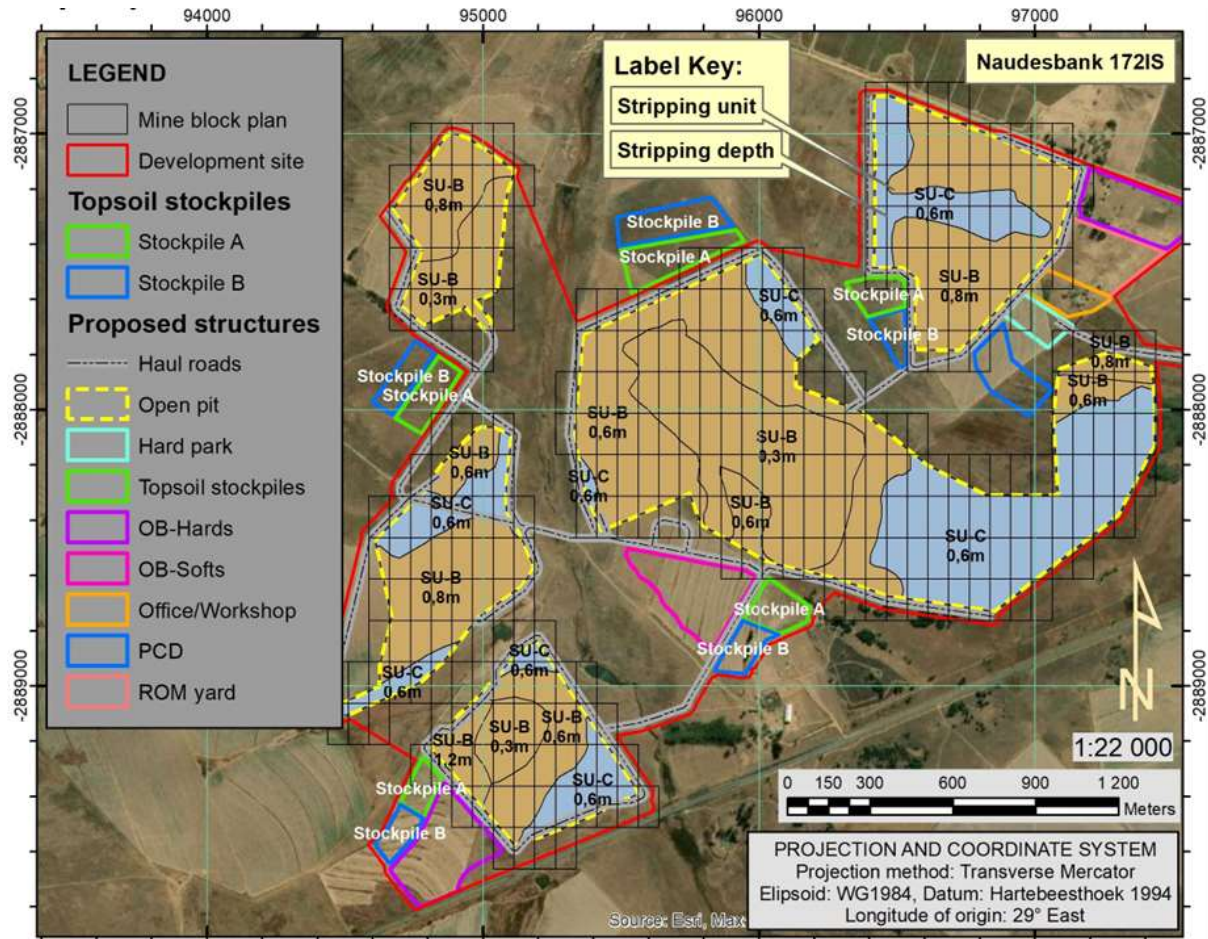 94000
95000
96000
97000
LEGEND
Mine block plan
Development site
Topsoil stockpiles
Stockpile A
Stockpile B
Proposed structures
Haul roads
Open pit
Hard park
Topsoil stockpiles
OB-Hards
OB-Softs
Office/Workshop
PCD
ROM yard
Label Key:
Stripping unit
Stripping depth
Naudesbank 172IS
-2887000
-2888000
-2889000
-2887000
-2888000
-2889000
SU-B
0,8m
SU-B
0,3m
Stockpile B
Stockpile A
SU-C
0,6m
SU-C
0,6m
Stockpile A
Stockpile B
SU-B
0,8m
SU-B
0,8m
SU-B
0,6m
Stockpile B
Stockpile A
SU-B
0,6m
SU-B
0,3m
SU-B
0,6m
SU-C
0,6m
SU-C
0,6m
SU-B
0,6m
SU-C
0,6m
SU-B
0,8m
SU-C
0,6m
Stockpile A
Stockpile B
SU-C
0,6m
SU-B
0,3m
SU-B
0,6m
SU-B
1,2m
SU-C
0,6m
Stockpile A
Stockpile B
N
1:22 000
0 150 300 600 900 1200
Meters
PROJECTION AND COORDINATE SYSTEM
Projection method: Transverse Mercator
Elipsoid: WG1984, Datum: Hartebeesthoek 1994
Longitude of origin: 29° East
Source: Esri, Max